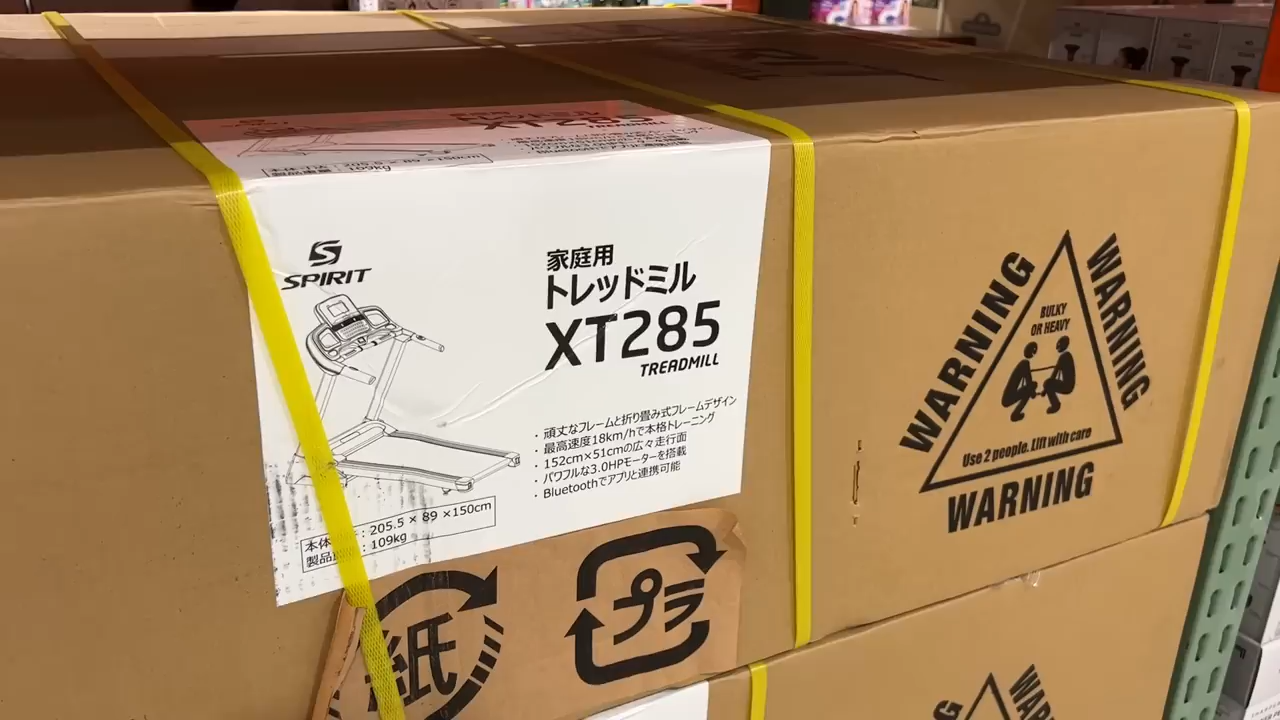 SPIRIT
家庭用
トレッドミル
XT285
TREADMILL
・頑丈なフレームと折り畳み式フレームデザイン
・最高速度18km/hで本格トレーニング
・152cm×51cmの広々走行面
・パワフルな3.0HPモーターを搭載
・Bluetoothでアプリと連携可能
本体 : 205.5 × 89 ×150cm
製品 : 109kg
紙
プラ
WARNING
WARNING
BULKY
OR HEAVY
Use 2 people. Lift with care
WARNING